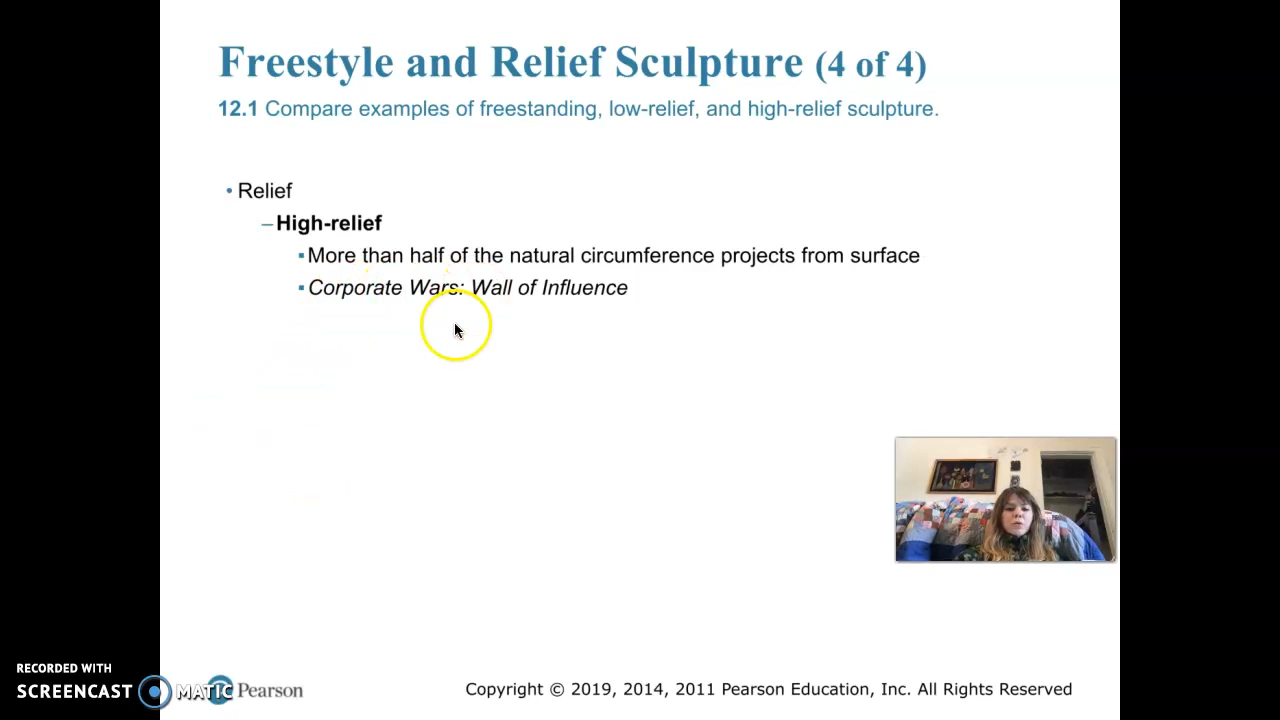 Freestyle and Relief Sculpture (4 of 4)
12.1 Compare examples of freestanding, low-relief, and high-relief sculpture.
• Relief
–High-relief
▪More than half of the natural circumference projects from surface
▪Corporate Wars: Wall of Influence
RECORDED WITH
SCREENCAST MATIC
Pearson
Copyright © 2019, 2014, 2011 Pearson Education, Inc. All Rights Reserved